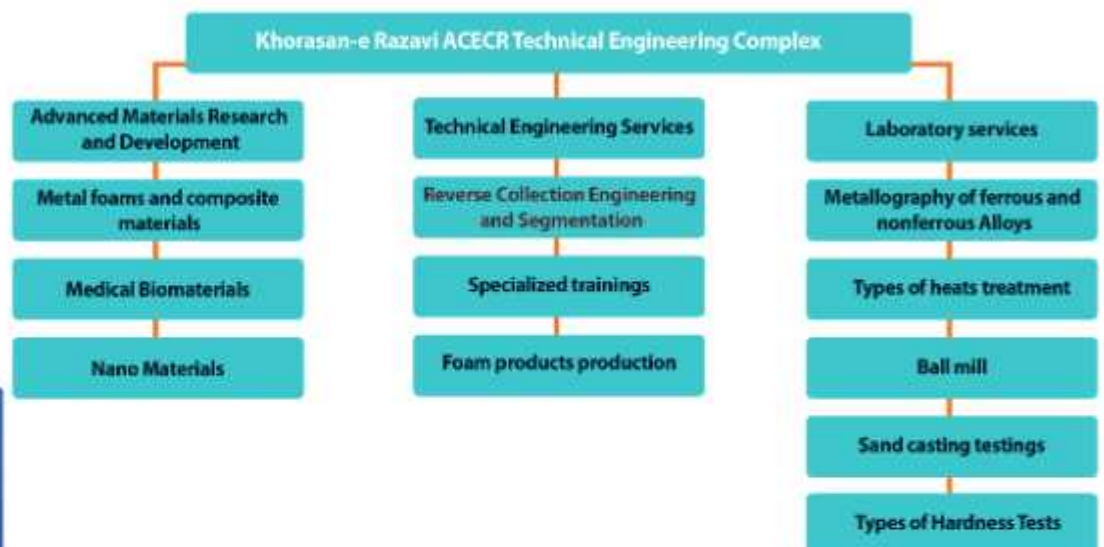 Khorasan-e Razavi ACECR Technical Engineering Complex
Advanced Materials Research
and Development
Metal foams and composite
materials
Medical Biomaterials
Nano Materials
Technical Engineering Services
Reverse Collection Engineering
and Segmentation
Specialized trainings
Foam products production
Laboratory services
Metallography of ferrous and
nonferrous Alloys
Types of heats treatment
Ball mill
Sand casting testings
Types of Hardness Tests